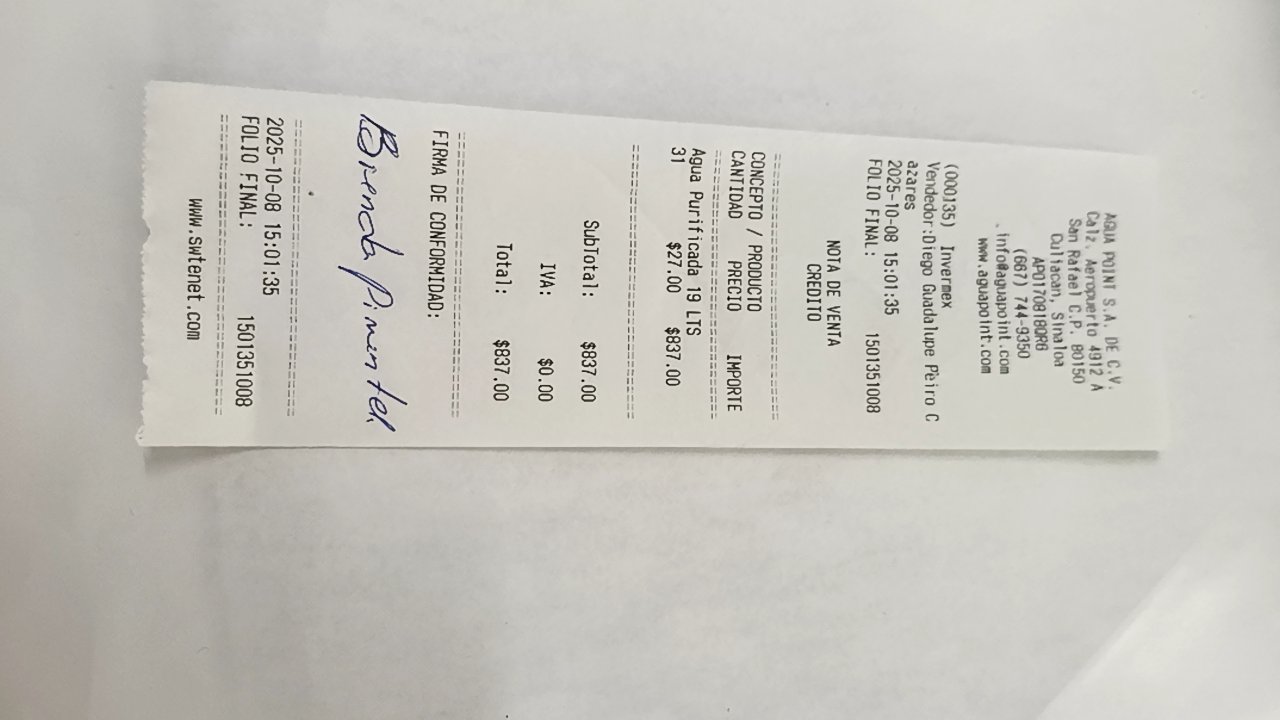 AGUA POINT S.A. DE C.V.
Calz. Aeropuerto 4912 A
San Rafael C.P. 80150
Culiacan, Sinaloa
APO170818QR6
(667) 744-9350
. info@aguapoint.com
www.aguapoint.com
(000135) Invermex
Vendedor:Diego Guadalupe Pèiro C
azares
2025-10-08 15:01:35
FOLIO FINAL: 1501351008
NOTA DE VENTA
CREDITO
================================
CONCEPTO / PRODUCTO
CANTIDAD PRECIO IMPORTE
================================
Agua Purificada 19 LTS
31 $27.00 $837.00
================================
SubTotal: $837.00
IVA: $0.00
Total: $837.00
================================
FIRMA DE CONFORMIDAD:
Brenda Pimentel
================================
2025-10-08 15:01:35
FOLIO FINAL: 1501351008
================================
www.swtenet.com